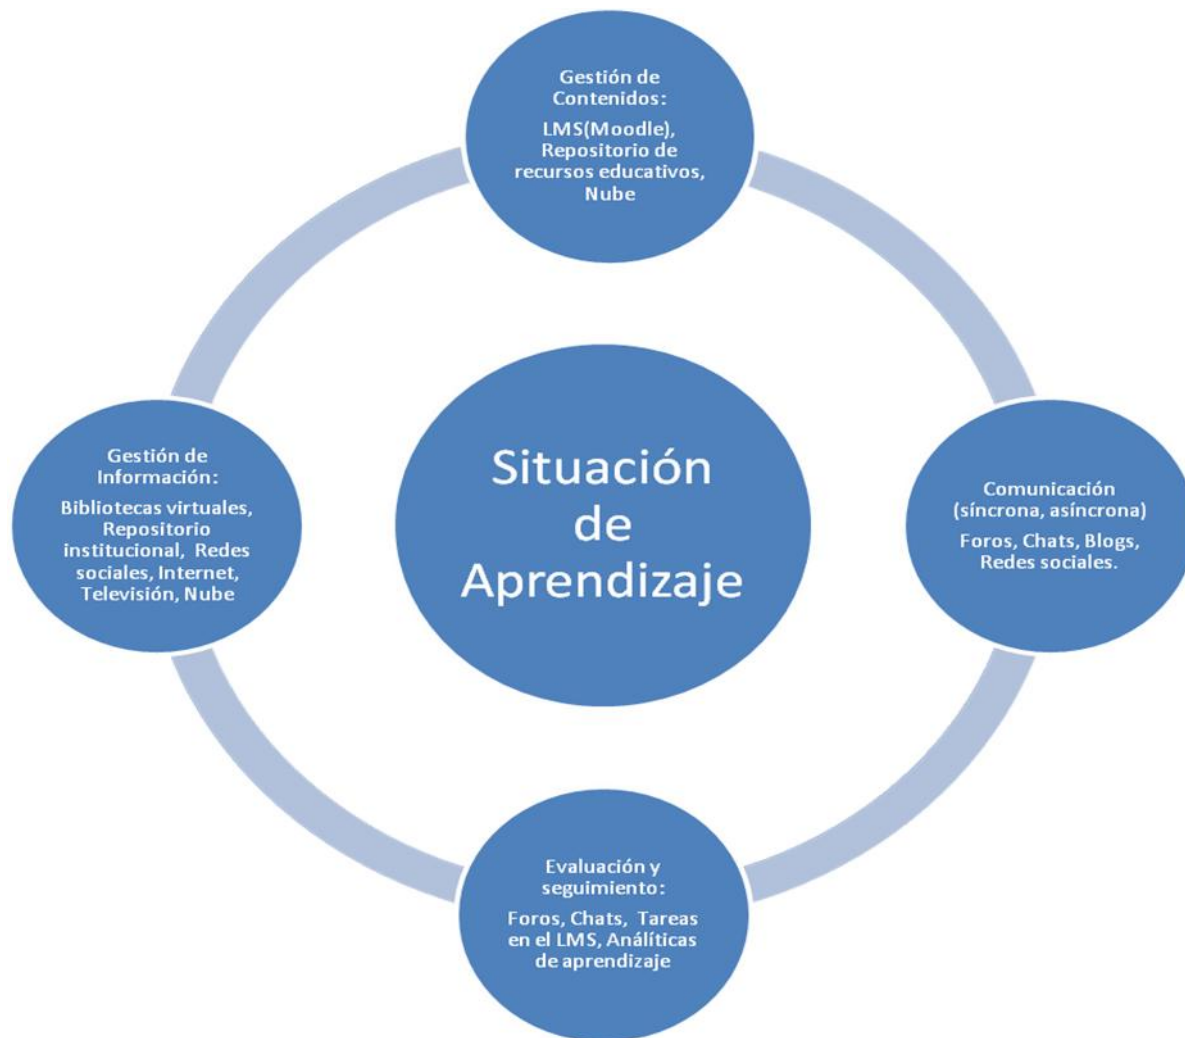 Gestión de
Contenidos:
LMS(Moodle),
Repositorio de
recursos educativos,
Nube
Gestión de
Información:
Bibliotecas virtuales,
Repositorio
institucional, Redes
sociales, Internet,
Televisión, Nube
Situación
de
Aprendizaje
Comunicación
(síncrona, asíncrona)
Foros, Chats, Blogs,
Redes sociales.
Evaluación y
seguimiento:
Foros, Chats, Tareas
en el LMS, Análíticas
de aprendizaje